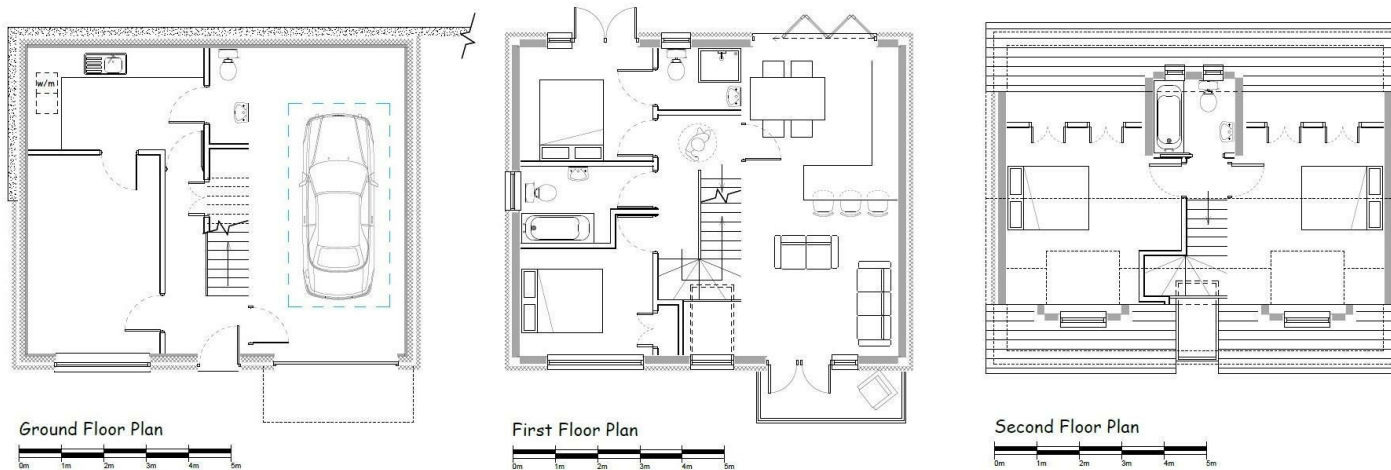 w/m
Ground Floor Plan
0m 1m 2m 3m 4m 5m
First Floor Plan
0m 1m 2m 3m 4m 5m
Second Floor Plan
0m 1m 2m 3m 4m 5m